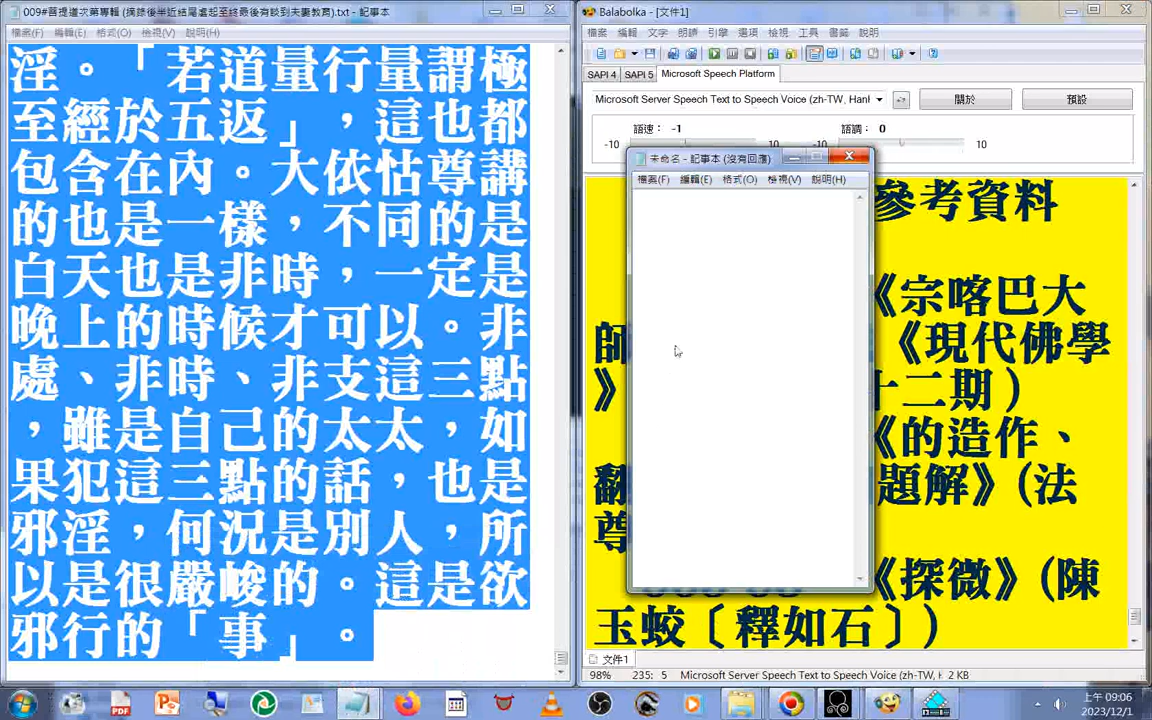 009#菩提道次第專輯 (摘錄後半近結尾處起至終最後有談到夫妻教育).txt - 記事本
檔案(F) 編輯(E) 格式(O) 檢視(V) 說明(H)
淫。「若道量行量謂極
至經於五返」，這也都
包含在內。大依怙尊講
的也是一樣，不同的是
白天也是非時，一定是
晚上的時候才可以。非
處、非時、非支這三點
，雖是自己的太太，如
果犯這三點的話，也是
邪淫，何況是別人，所
以是很嚴峻的。這是欲
邪行的「事」。
Balabolka - [文件1]
檔案 編輯 文字 朗讀 引擎 選項 檢視 工具 書籤 說明
SAPI 4 SAPI 5 Microsoft Speech Platform
Microsoft Server Speech Text to Speech Voice (zh-TW, Hanl
關於 預設
語速： -1 語調： 0
-10 10 -10 10
未命名 - 記事本 (沒有回應)
檔案(F) 編輯(E) 格式(O) 檢視(V) 說明(H)
參考資料
《宗喀巴大
師 《現代佛學
》 十二期）
《的造作、
翻 題解》(法
尊
《探微》(陳
玉蛟〔釋如石〕)
文件1
98% 235: 5 Microsoft Server Speech Text to Speech Voice (zh-TW, H 2 KB
上午 09:06
2023/12/1